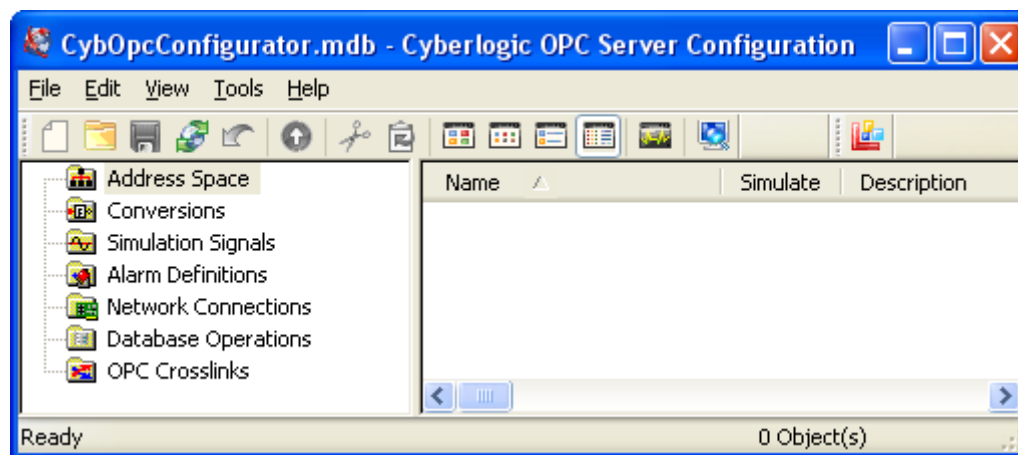 CybOpcConfigurator.mdb - Cyberlogic OPC Server Configuration
File Edit View Tools Help
Address Space
Conversions
Simulation Signals
Alarm Definitions
Network Connections
Database Operations
OPC Crosslinks
Name Simulate Description
Ready 0 Object(s)